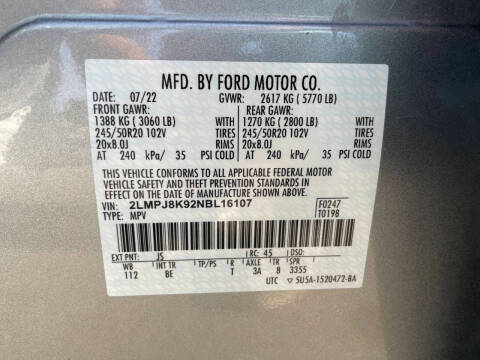 MFD. BY FORD MOTOR CO.
DATE: 07/22 GVWR: 2617 KG ( 5770 LB)
FRONT GAWR: REAR GAWR:
1388 KG ( 3060 LB) WITH 1270 KG ( 2800 LB) WITH
245/50R20 102V TIRES 245/50R20 102V TIRES
20x8.0J RIMS 20x8.0J RIMS
AT 240 kPa/ 35 PSI COLD AT 240 kPa/ 35 PSI COLD
THIS VEHICLE CONFORMS TO ALL APPLICABLE FEDERAL MOTOR
VEHICLE SAFETY AND THEFT PREVENTION STANDARDS IN
EFFECT ON THE DATE OF MANUFACTURE SHOWN ABOVE.
VIN: 2LMPJ8K92NBL16107 F0247
TYPE: MPV T0198
EXT PNT: JS RC: 45 DSO:
WB INT TR TP/PS R AXLE TR SPR
112 BE T 3A 8 3355
UTC 5U5A-1520472-BA